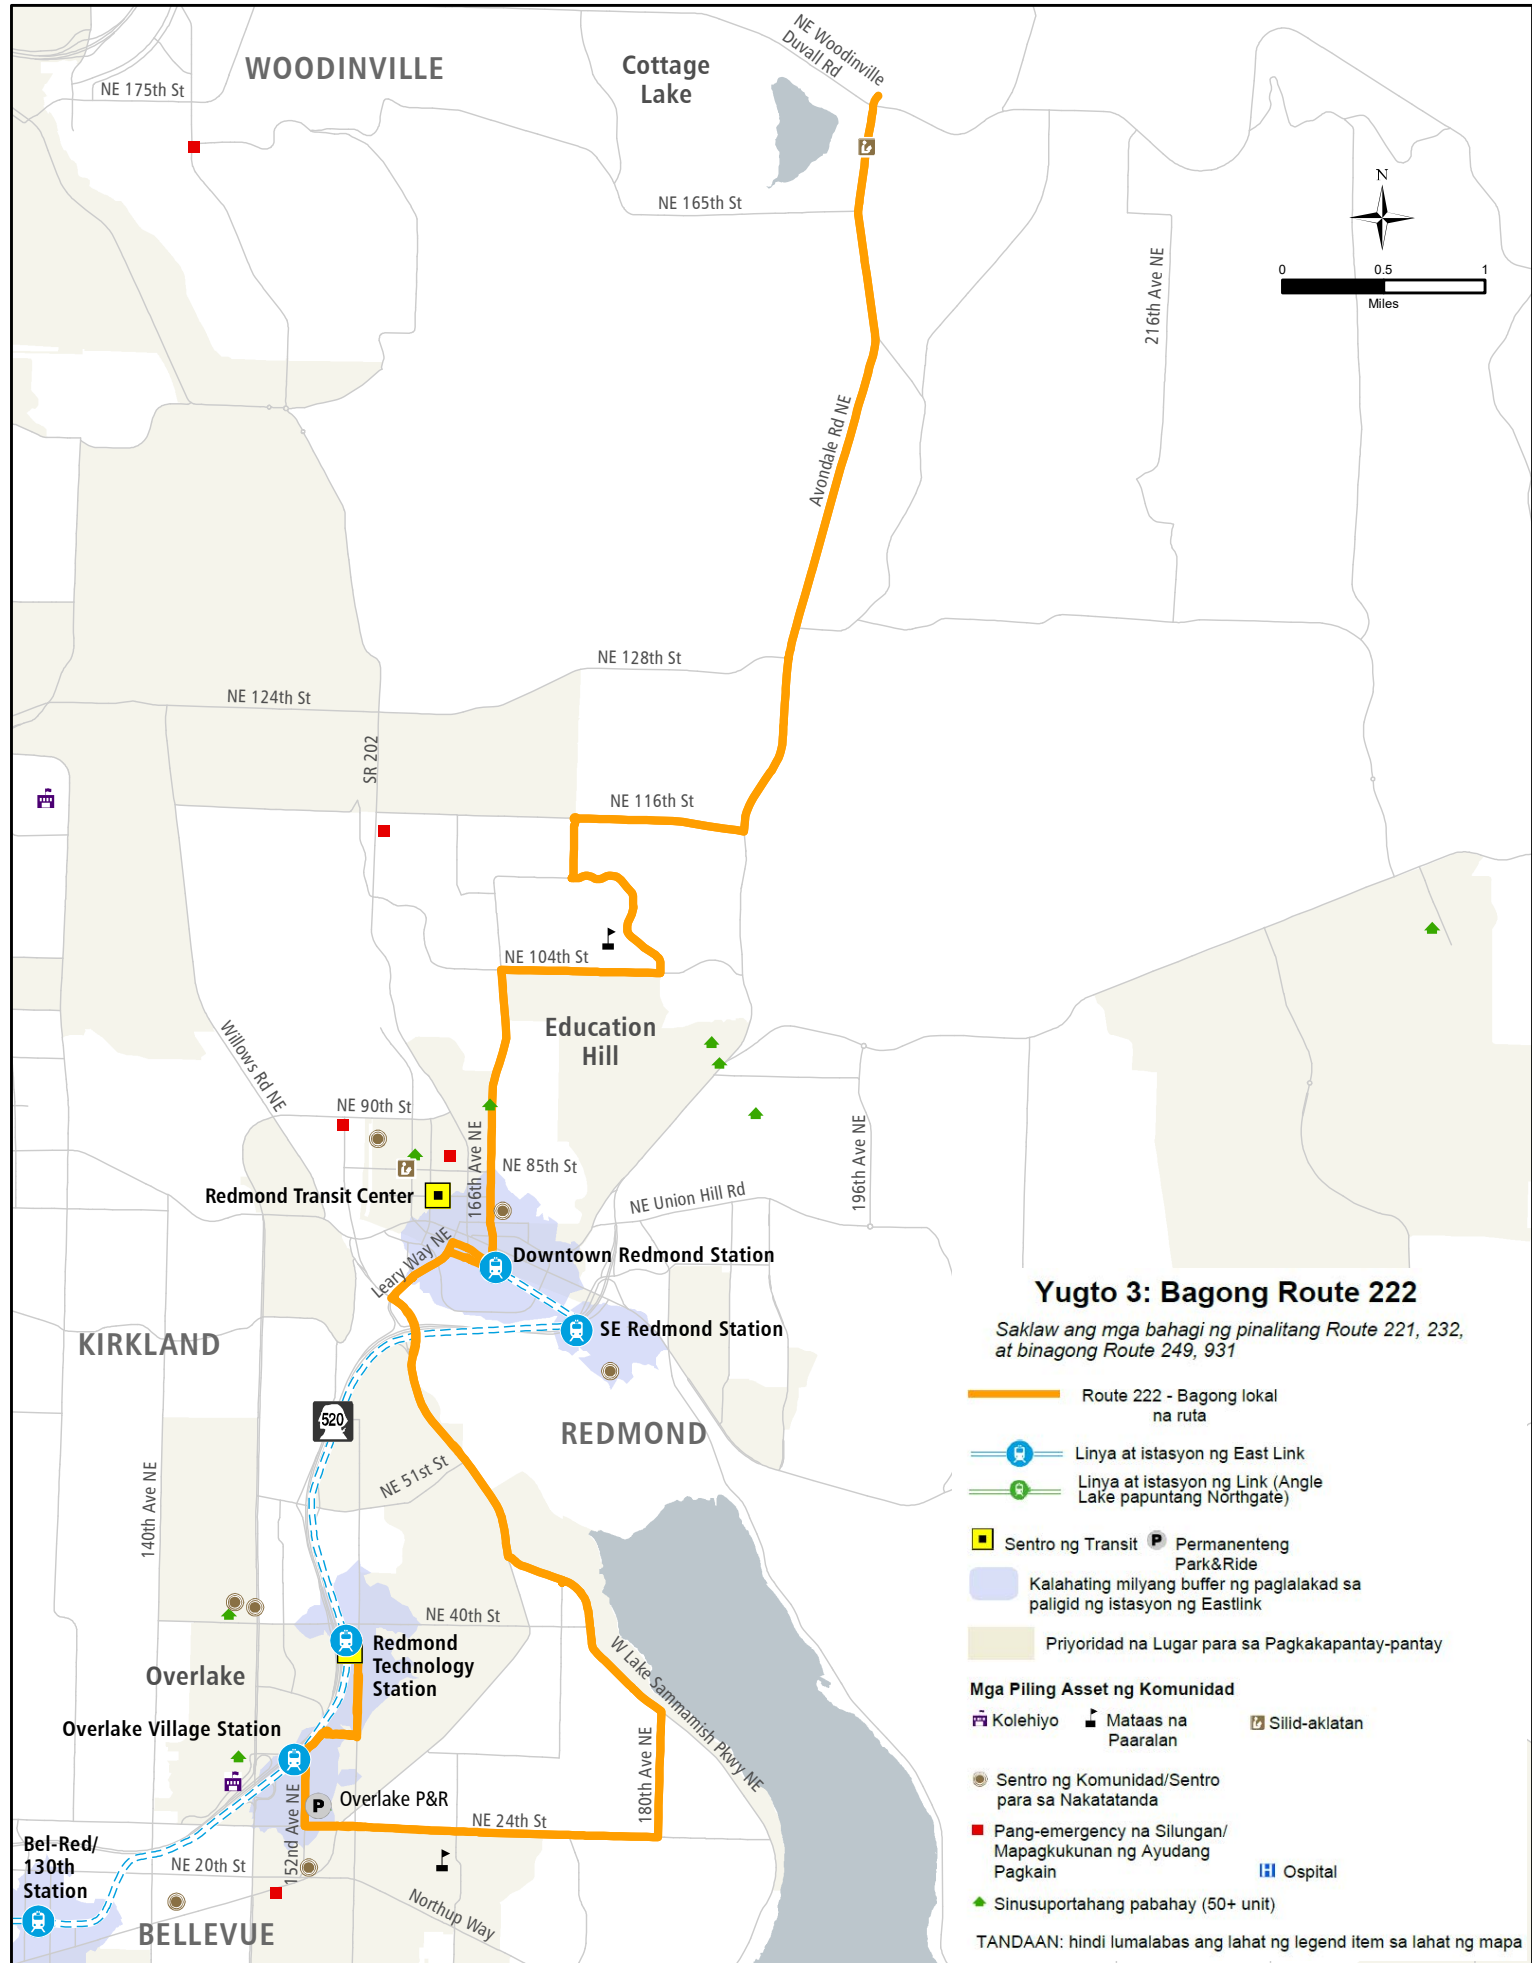 WOODINVILLE
Cottage
Lake
NE Woodinville
Duvall Rd
NE 175th St
NE 165th St
N
0 0.5 1
Miles
216th Ave NE
Avondale Rd NE
NE 128th St
NE 124th St
SR 202
NE 116th St
NE 104th St
Education
Hill
Willows Rd NE
NE 90th St
166th Ave NE
NE 85th St
196th Ave NE
Redmond Transit Center
NE Union Hill Rd
Leary Way NE
Downtown Redmond Station
SE Redmond Station
KIRKLAND
520
REDMOND
NE 51st St
140th Ave NE
NE 40th St
Redmond
Technology
Station
Overlake
W Lake Sammamish Pkwy NE
Overlake Village Station
180th Ave NE
P
Overlake P&R
152nd Ave NE
NE 24th St
Bel-Red/
130th
Station
NE 20th St
Northup Way
BELLEVUE
Yugto 3: Bagong Route 222
Saklaw ang mga bahagi ng pinalitang Route 221, 232,
at binagong Route 249, 931
Route 222 - Bagong lokal
na ruta
Linya at istasyon ng East Link
Linya at istasyon ng Link (Angle
Lake papuntang Northgate)
Sentro ng Transit
P Permanenteng
Park&Ride
Kalahating milyang buffer ng paglalakad sa
paligid ng istasyon ng Eastlink
Priyoridad na Lugar para sa Pagkakapantay-pantay
Mga Piling Asset ng Komunidad
Kolehiyo
Mataas na
Paaralan
Silid-aklatan
Sentro ng Komunidad/Sentro
para sa Nakatatanda
Pang-emergency na Silungan/
Mapagkukunan ng Ayudang
Pagkain
H Ospital
Sinusuportahang pabahay (50+ unit)
TANDAAN: hindi lumalabas ang lahat ng legend item sa lahat ng mapa